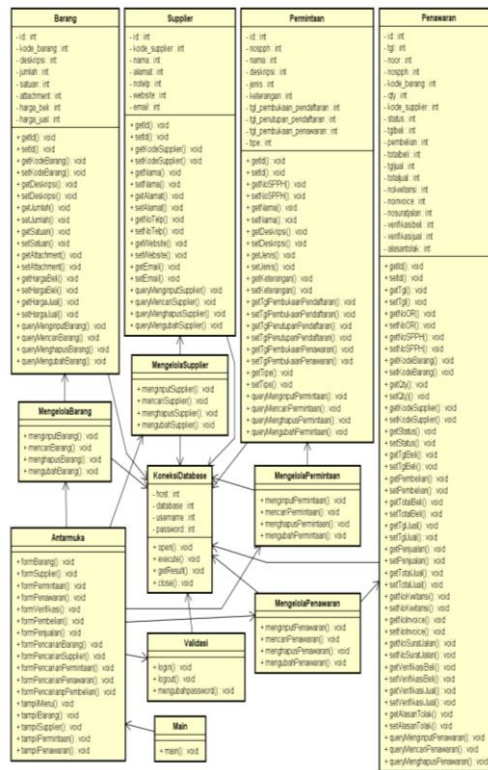 Barang
- id : int
- kode_barang : int
- deskripsi : int
- jumlah : int
- satuan : int
- attachment : int
- harga_beli : int
- harga_jual : int
+ getId() : void
+ setId() : void
+ getKodeBarang() : void
+ setKodeBarang() : void
+ getDeskripsi() : void
+ setDeskripsi() : void
+ getJumlah() : void
+ setJumlah() : void
+ getSatuan() : void
+ setSatuan() : void
+ getAttachment() : void
+ setAttachment() : void
+ getHargaBeli() : void
+ setHargaBeli() : void
+ getHargaJual() : void
+ setHargaJual() : void
+ queryMenginputBarang() : void
+ queryMencariBarang() : void
+ queryMenghapusBarang() : void
+ queryMengubahBarang() : void
Supplier
- id : int
- kode_supplier : int
- nama : int
- alamat : int
- notelp : int
- website : int
- email : int
+ getId() : void
+ setId() : void
+ getKodeSupplier() : void
+ setKodeSupplier() : void
+ getNama() : void
+ setNama() : void
+ getAlamat() : void
+ setAlamat() : void
+ getNoTelp() : void
+ setNoTelp() : void
+ getWebsite() : void
+ setWebsite() : void
+ getEmail() : void
+ setEmail() : void
+ queryMenginputSupplier() : void
+ queryMencariSupplier() : void
+ queryMenghapusSupplier() : void
+ queryMengubahSupplier() : void
Permintaan
- id : int
- nospph : int
- nama : int
- deskripsi : int
- jenis : int
- keterangan : int
- tgl_pembukaan_pendaftaran : int
- tgl_penutupan_pendaftaran : int
- tgl_pembukaan_penawaran : int
- tipe : int
+ getId() : void
+ setId() : void
+ getNoSPPH() : void
+ setNoSPPH() : void
+ getNama() : void
+ setNama() : void
+ getDeskripsi() : void
+ setDeskripsi() : void
+ getJenis() : void
+ setJenis() : void
+ getKeterangan() : void
+ setKeterangan() : void
+ getTglPembukaanPendaftaran() : void
+ setTglPembukaanPendaftaran() : void
+ getTglPenutupanPendaftaran() : void
+ setTglPenutupanPendaftaran() : void
+ getTglPembukaanPenawaran() : void
+ setTglPembukaanPenawaran() : void
+ getTipe() : void
+ setTipe() : void
+ queryMenginputPermintaan() : void
+ queryMencariPermintaan() : void
+ queryMenghapusPermintaan() : void
+ queryMengubahPermintaan() : void
Penawaran
- id : int
- tgl : int
- noor : int
- nospph : int
- kode_barang : int
- qty : int
- kode_supplier : int
- status : int
- tglbeli : int
- pembelian : int
- totalbeli : int
- tgljual : int
- totaljual : int
- nokwitansi : int
- noinvoice : int
- nosuratjalan : int
- verifikasibeli : int
- verifikasijual : int
- alasantolak : int
+ getId() : void
+ setId() : void
+ getTgl() : void
+ setTgl() : void
+ getNoOR() : void
+ setNoOR() : void
+ getNoSPPH() : void
+ setNoSPPH() : void
+ getKodeBarang() : void
+ setKodeBarang() : void
+ getQty() : void
+ setQty() : void
+ getKodeSupplier() : void
+ setKodeSupplier() : void
+ getStatus() : void
+ setStatus() : void
+ getTglBeli() : void
+ setTglBeli() : void
+ getPembelian() : void
+ setPembelian() : void
+ getTotalBeli() : void
+ setTotalBeli() : void
+ getTglJual() : void
+ setTglJual() : void
+ getPenjualan() : void
+ setPenjualan() : void
+ getTotalJual() : void
+ setTotalJual() : void
+ getNoKwitansi() : void
+ setNoKwitansi() : void
+ getNoInvoice() : void
+ setNoInvoice() : void
+ getNoSuratJalan() : void
+ setNoSuratJalan() : void
+ getVerifikasiBeli() : void
+ setVerifikasiBeli() : void
+ getVerifikasiJual() : void
+ setVerifikasiJual() : void
+ getAlasanTolak() : void
+ setAlasanTolak() : void
+ queryMenginputPenawaran() : void
+ queryMencariPenawaran() : void
+ queryMenghapusPenawaran() : void
MengelolaSupplier
+ menginputSupplier() : void
+ mencariSupplier() : void
+ menghapusSupplier() : void
+ mengubahSupplier() : void
MengelolaBarang
+ menginputBarang() : void
+ mencariBarang() : void
+ menghapusBarang() : void
+ mengubahBarang() : void
KoneksiDatabase
- host : int
- database : int
- username : int
- password : int
+ open() : void
+ execute() : void
+ getResult() : void
+ close() : void
MengelolaPermintaan
+ menginputPermintaan() : void
+ mencariPermintaan() : void
+ menghapusPermintaan() : void
+ mengubahPermintaan() : void
Antarmuka
+ formBarang() : void
+ formSupplier() : void
+ formPermintaan() : void
+ formPenawaran() : void
+ formVerifikasi() : void
+ formPembelian() : void
+ formPenjualan() : void
+ formPencarianBarang() : void
+ formPencarianSupplier() : void
+ formPencarianPermintaan() : void
+ formPencarianPenawaran() : void
+ formPencarianpPembelian() : void
+ tampilMenu() : void
+ tampilBarang() : void
+ tampilSupplier() : void
+ tampilPermintaan() : void
+ tampilPenawaran() : void
MengelolaPenawaran
+ menginputPenawaran() : void
+ mencariPenawaran() : void
+ menghapusPenawaran() : void
+ mengubahPenawaran() : void
Validasi
+ login() : void
+ logout() : void
+ mengubahpassword() : void
Main
+ main() : void